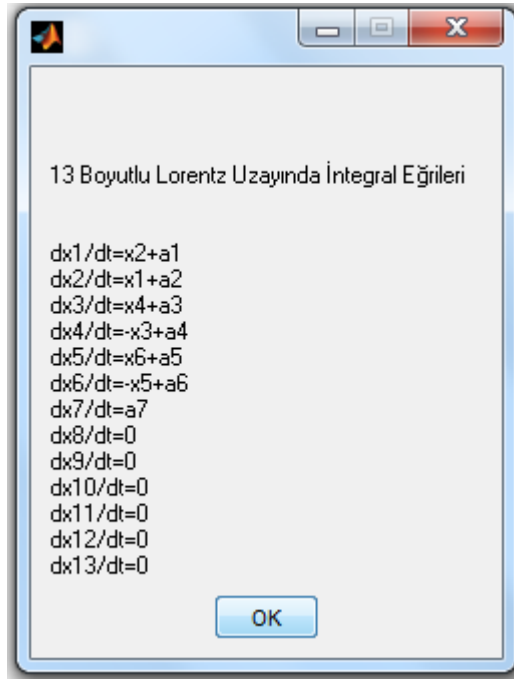 13 Boyutlu Lorentz Uzayında İntegral Eğrileri
dx1/dt=x2+a1
dx2/dt=x1+a2
dx3/dt=x4+a3
dx4/dt=-x3+a4
dx5/dt=x6+a5
dx6/dt=-x5+a6
dx7/dt=a7
dx8/dt=0
dx9/dt=0
dx10/dt=0
dx11/dt=0
dx12/dt=0
dx13/dt=0
OK